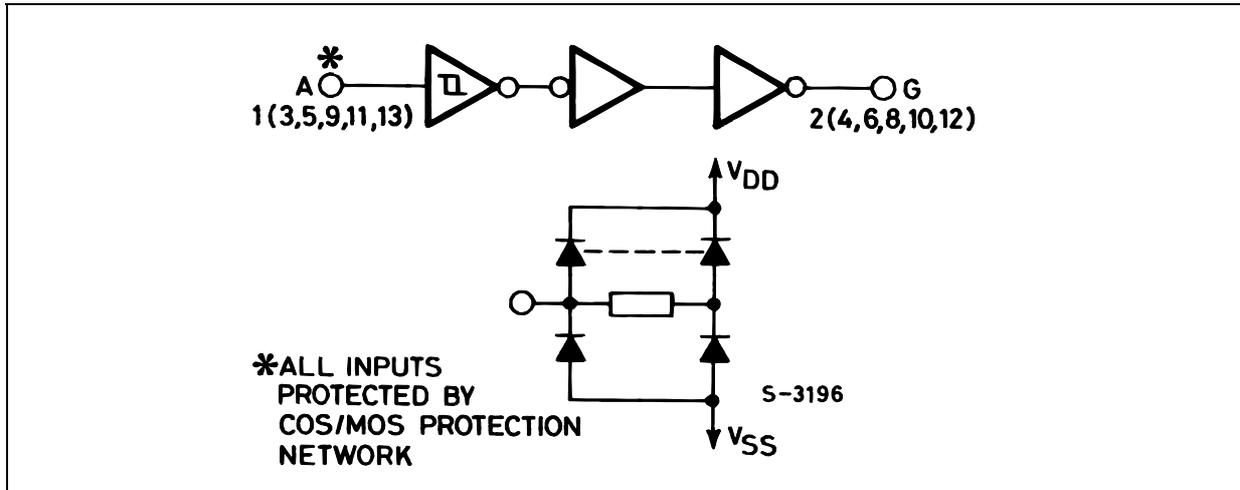 *
A
G
1(3,5,9,11,13)
2(4,6,8,10,12)
VDD
*ALL INPUTS
PROTECTED BY
COS/MOS PROTECTION
NETWORK
S-3196
VSS